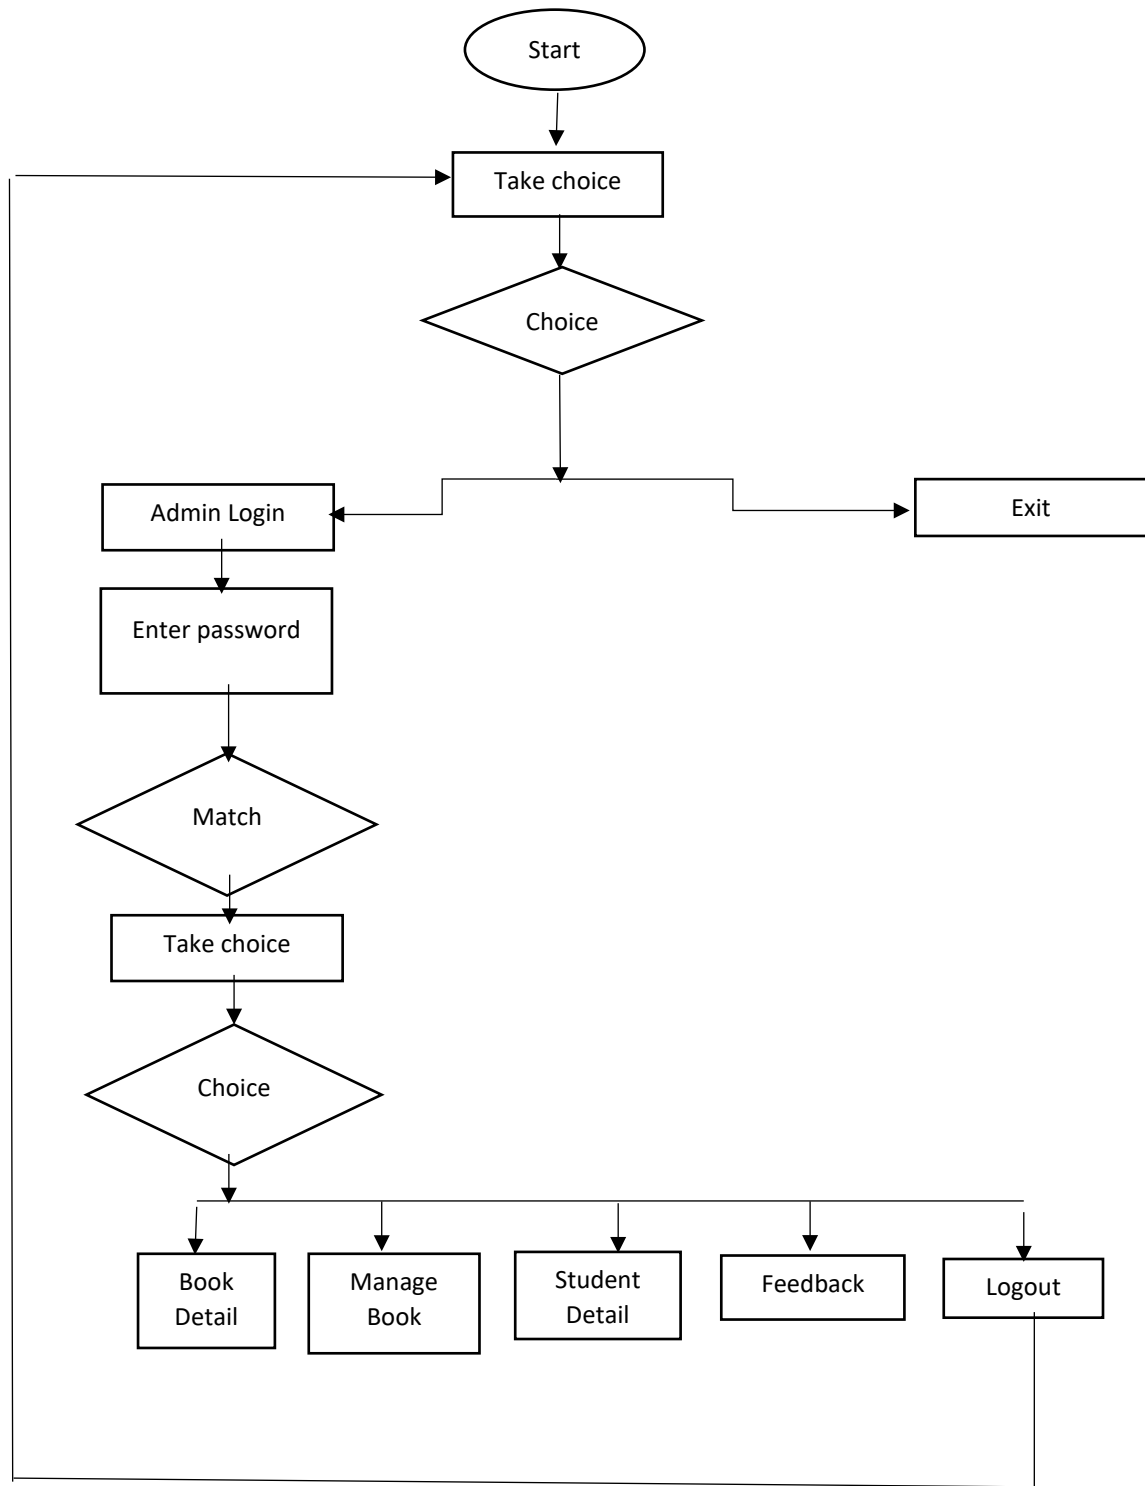 Start
Take choice
Choice
Admin Login
Exit
Enter password
Match
Take choice
Choice
Book
Detail
Manage
Book
Student
Detail
Feedback
Logout